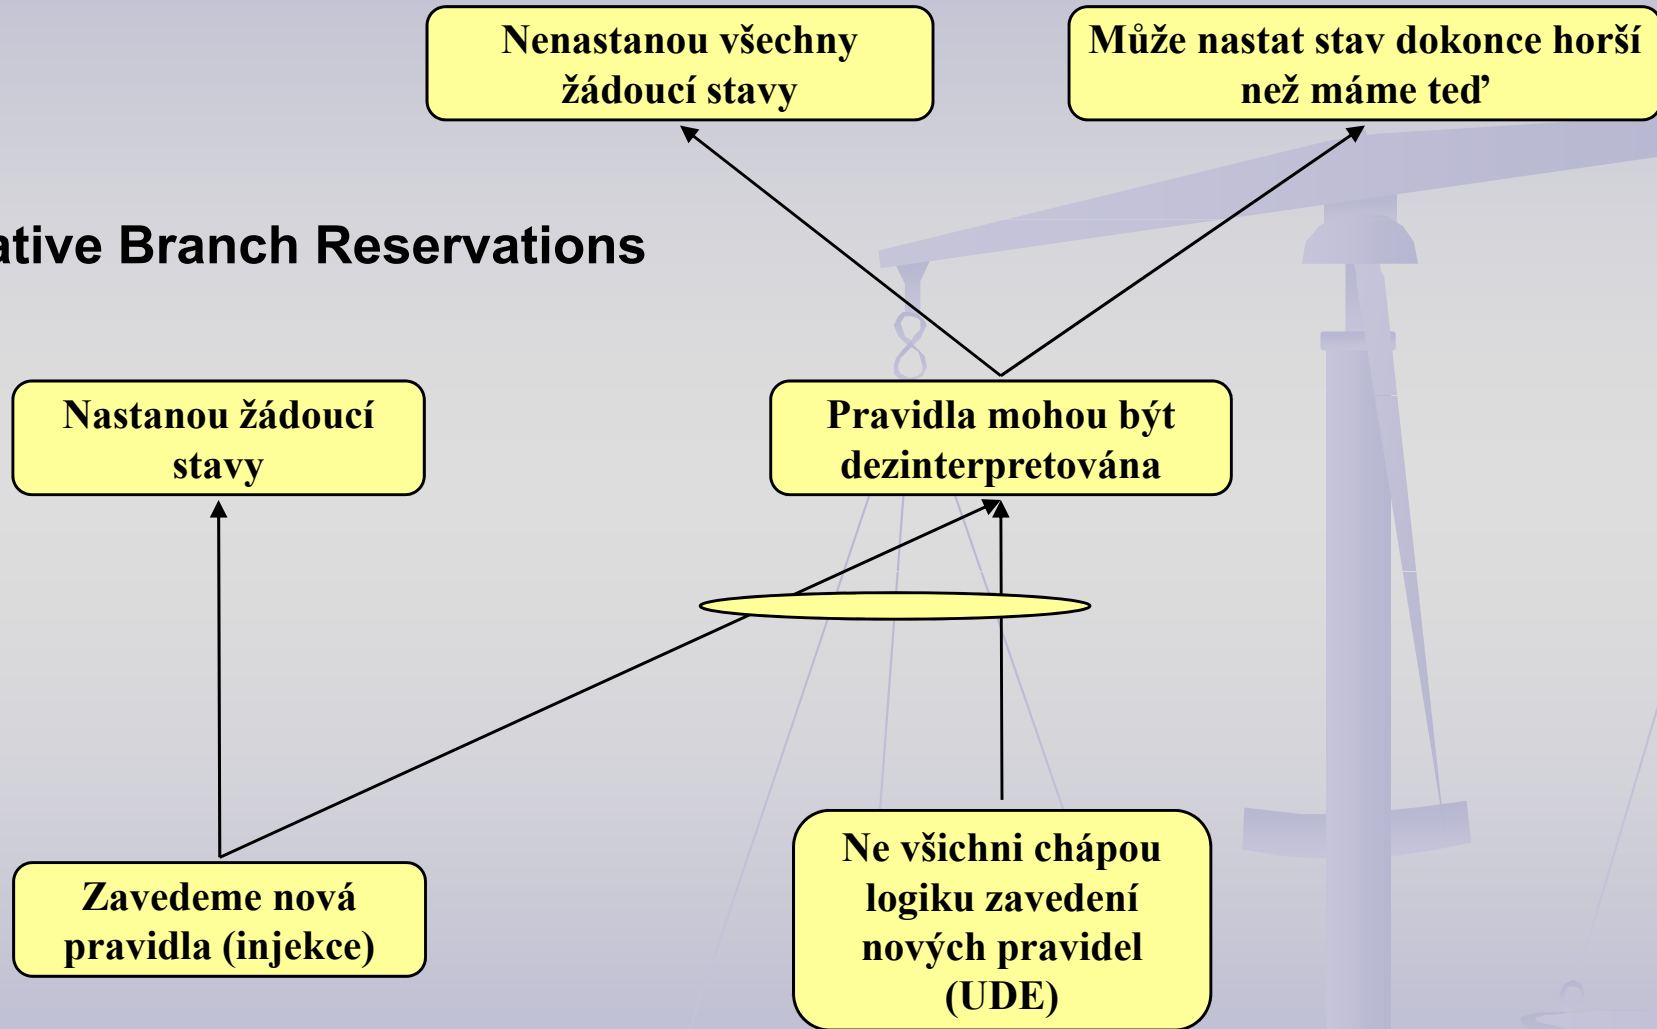 Nenastanou všechny
žádoucí stavy
Může nastat stav dokonce horší
než máme teď
ative Branch Reservations
Nastanou žádoucí
stavy
Pravidla mohou být
dezinterpretována
Zavedeme nová
pravidla (injekce)
Ne všichni chápou
logiku zavedení
nových pravidel
(UDE)